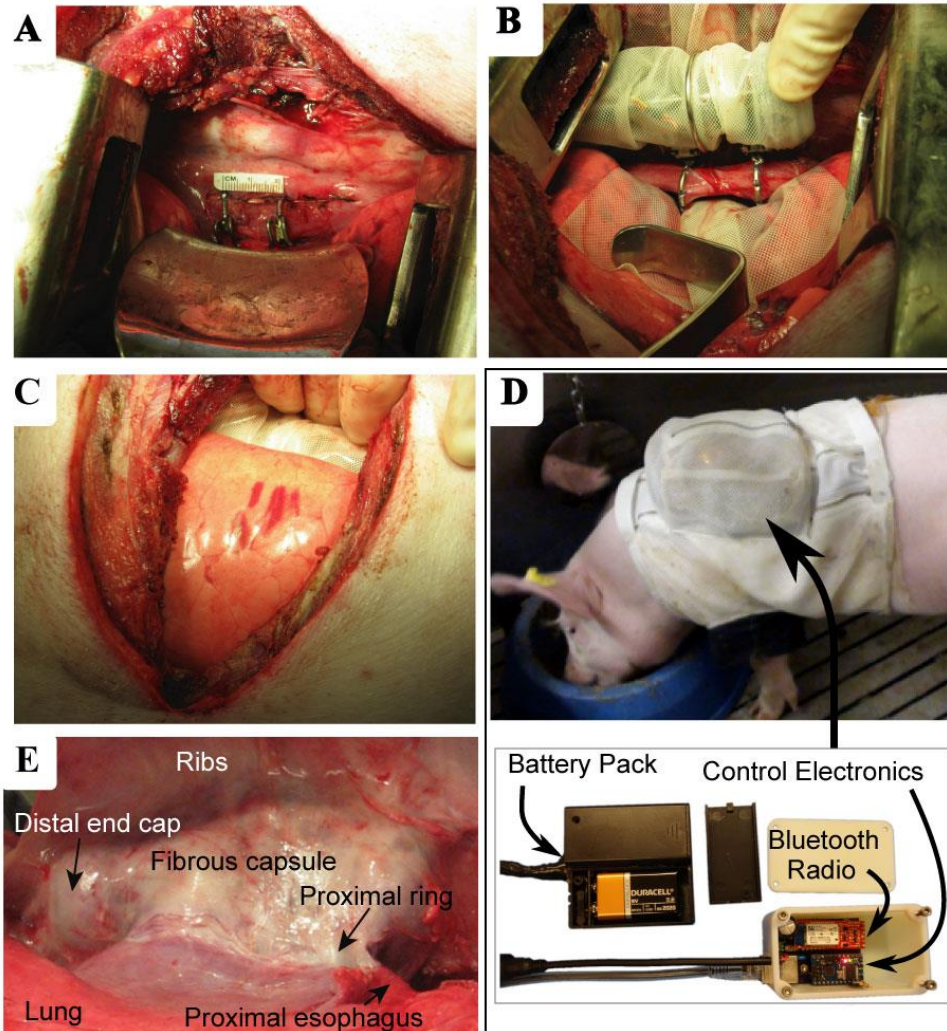 A
CM
B
C
D
E
Ribs
Distal end cap
Fibrous capsule
Proximal ring
Lung
Proximal esophagus
Battery Pack
Control Electronics
Bluetooth
Radio
DURACELL
9V